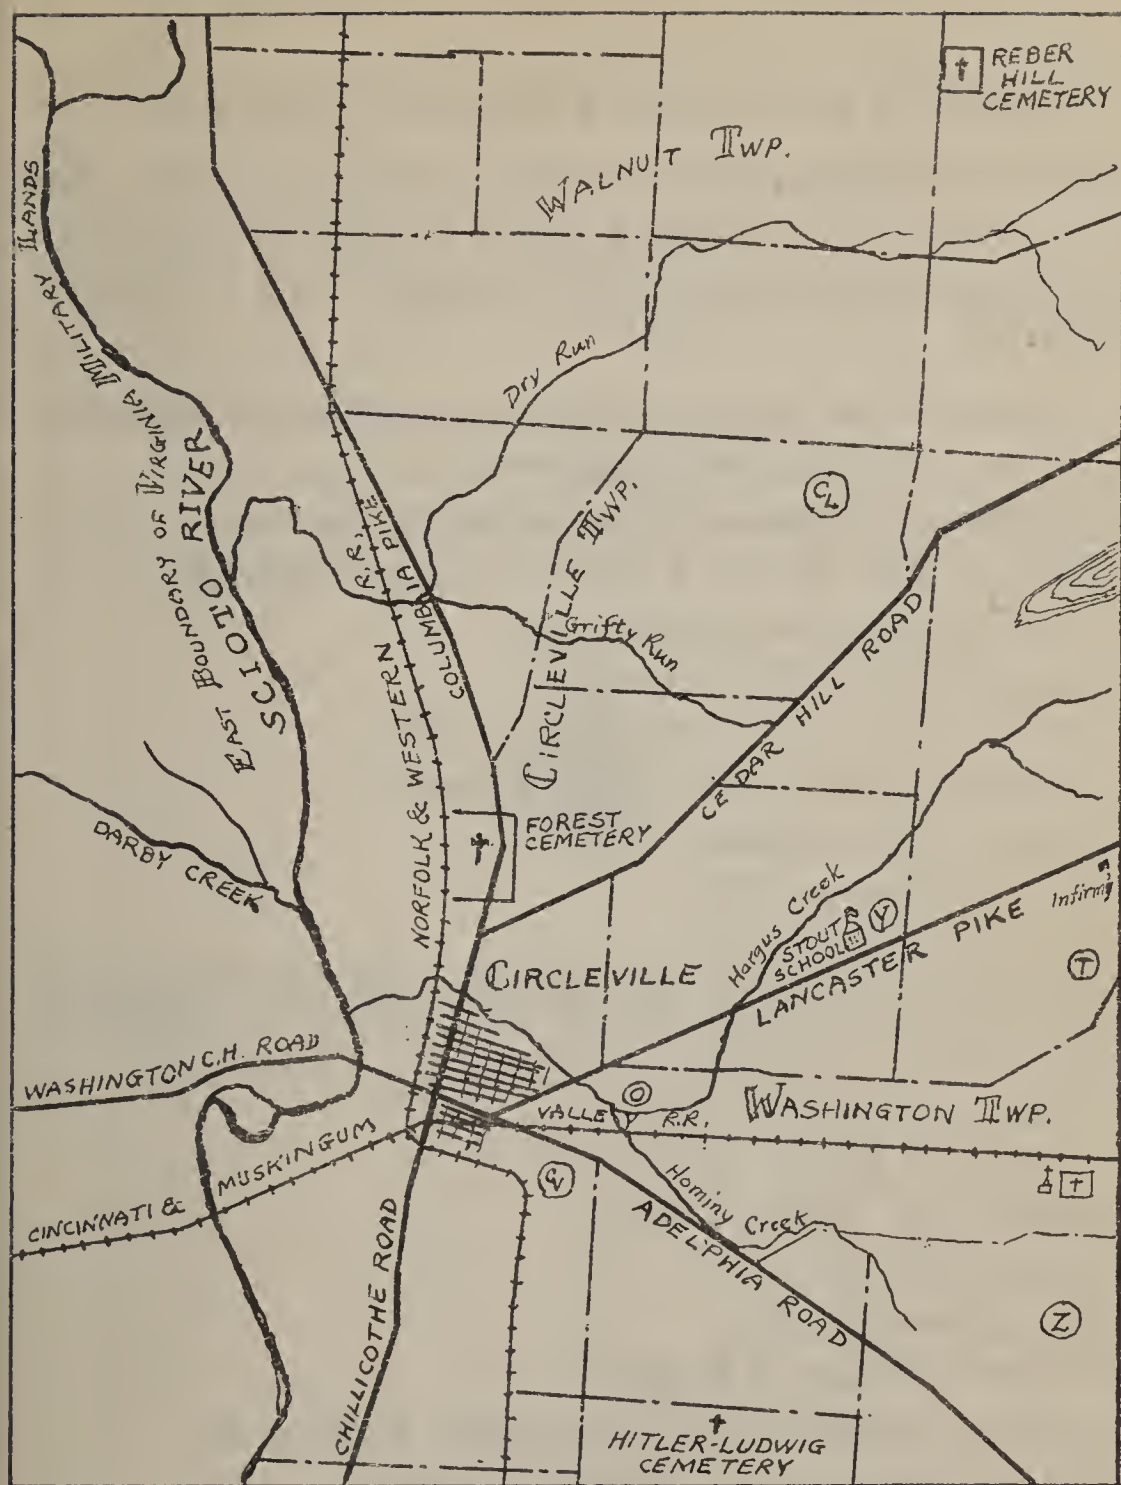 REBER
HILL
CEMETERY
WALNUT TWP.
EAST BOUNDARY OF VIRGINIA MILITARY LANDS
SCIOTO RIVER
Dry Run
COLUMBIA PIKE
CIRCLEVILLE TWP.
Grifty Run
CEDAR HILL ROAD
NORFOLK & WESTERN R.R.
FOREST
CEMETERY
DARBY CREEK
Hargus Creek
STOUT
SCHOOL
Y
Infirm'y
LANCASTER PIKE
T
CIRCLEVILLE
WASHINGTON C.H. ROAD
O
WASHINGTON TWP.
CINCINNATI & MUSKINGUM VALLEY R.R.
Hominy Creek
ADELPHIA ROAD
CHILLICOTHE ROAD
Z
HITLER-LUDWIG
CEMETERY